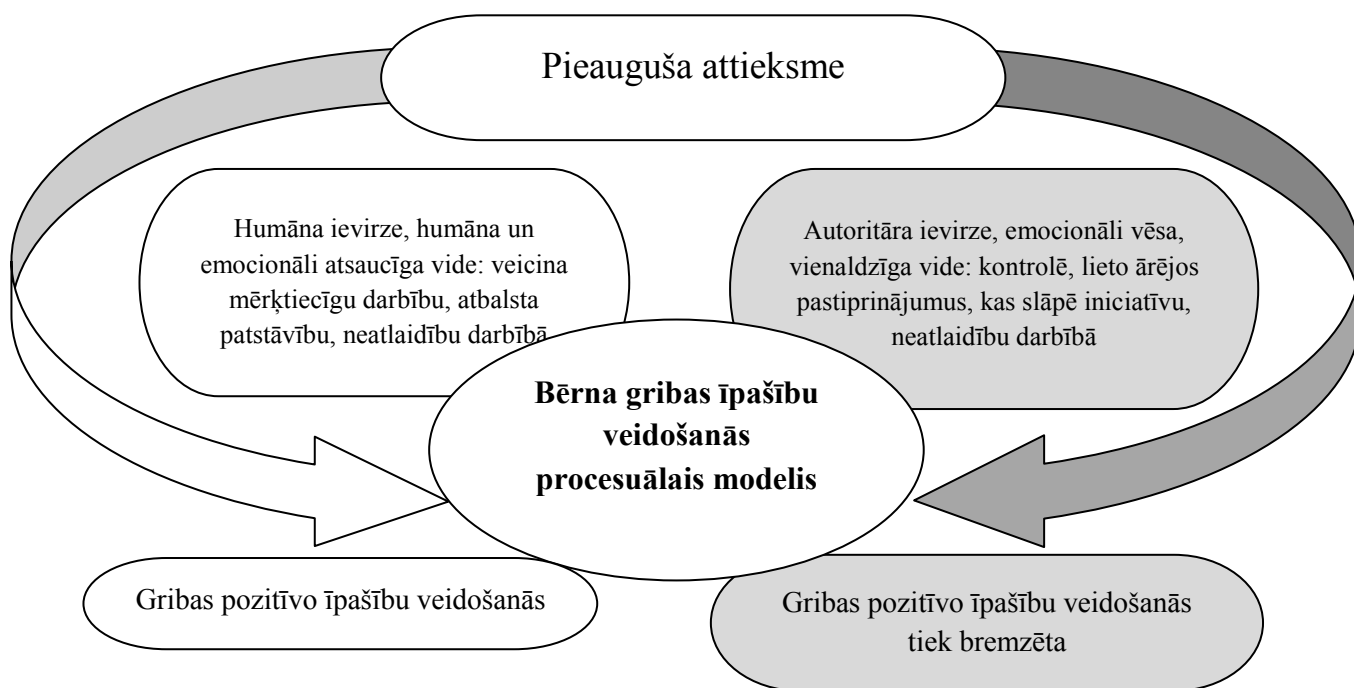 Pieauguša attieksme
Humāna ievirze, humāna un
emocionāli atsaucīga vide: veicina
mērķtiecīgu darbību, atbalsta
patstāvību, neatlaidību darbībā
Autoritāra ievirze, emocionāli vēsa,
vienaldzīga vide: kontrolē, lieto ārējos
pastiprinājumus, kas slāpē iniciatīvu,
neatlaidību darbībā
Bērna gribas īpašību
veidošanās
procesuālais modelis
Gribas pozitīvo īpašību veidošanās
Gribas pozitīvo īpašību veidošanās
tiek bremzēta